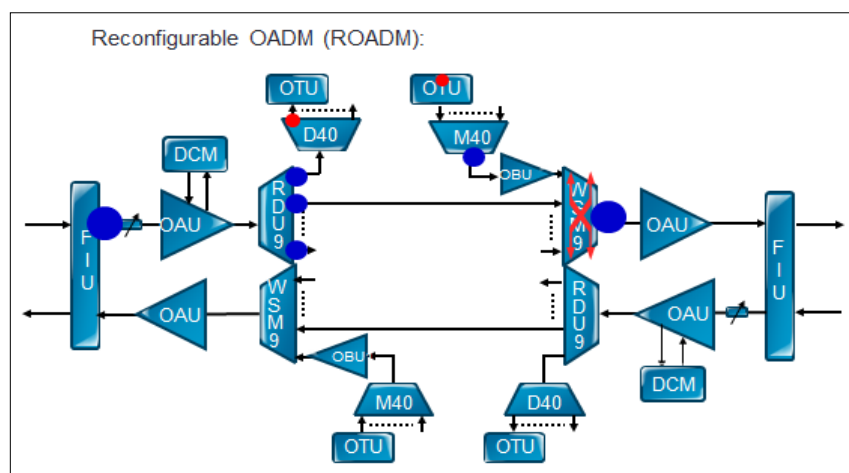 Reconfigurable OADM (ROADM):
OTU
OTU
D40
M40
DCM
OBU
FIU
OAU
RDU9
WSM9
OAU
FIU
OAU
WSM9
RDU9
OAU
OBU
DCM
M40
D40
OTU
OTU